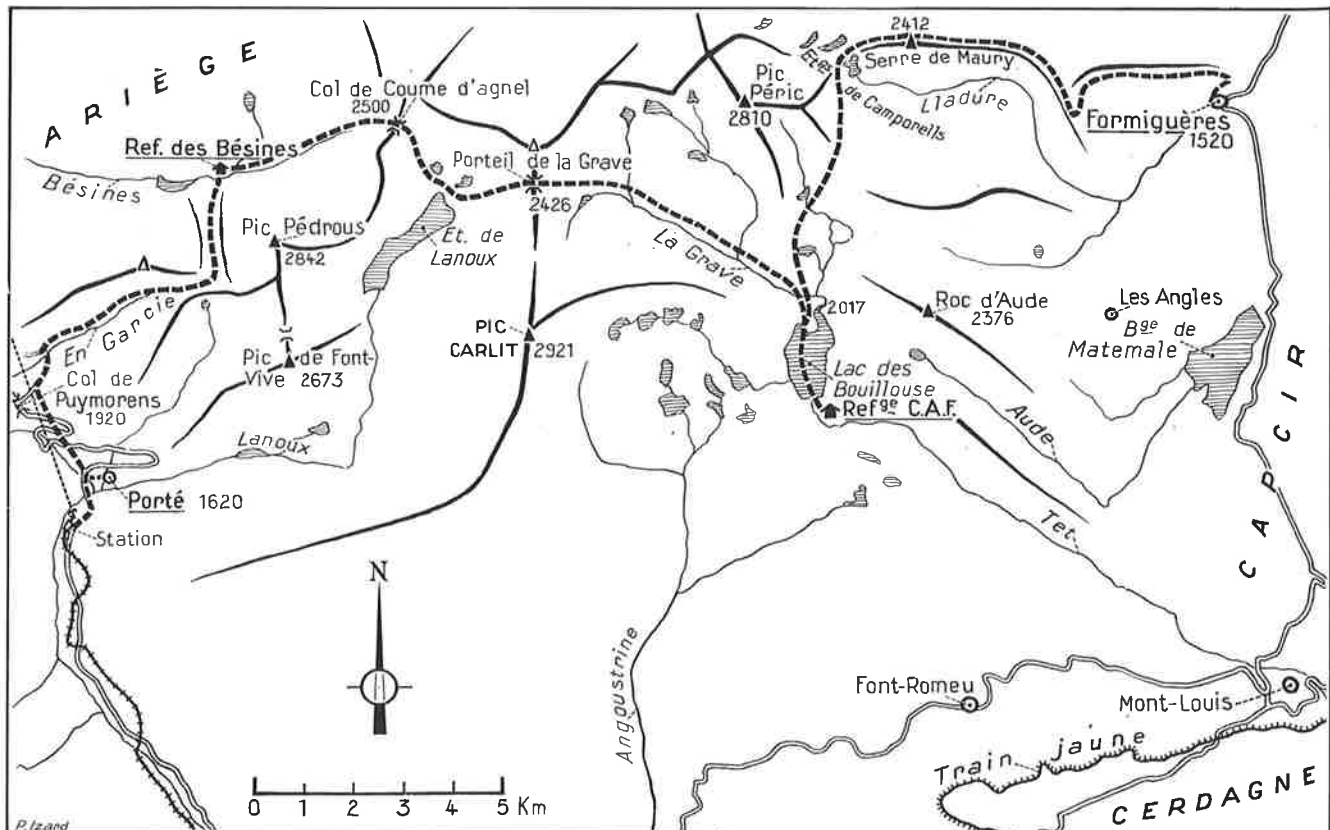 ARIÈGE
Col de Coume d'agnel
2500
2412
Serre de Maury
Etgs de Camporells
Lladure
Pic
Péric
2810
Formiguères
1520
Ref. des Bésines
Bésines
Porteil de la Grave
2426
Pic Pédrous
2842
Et. de
Lanoux
La Grave
En Garcie
2017
Roc d'Aude
2376
Les Angles
Bge de
Matemale
PIC
CARLIT
2921
Pic de Font-
Vive 2673
Col de
Puymorens
1920
Lac des
Bouillouse
Refge C.A.F.
Aude
CAPCIR
Lanoux
Porté 1620
Station
Tet
N
Angoustrine
Font-Romeu
Mont-Louis
Train jaune
CERDAGNE
0 1 2 3 4 5 Km
P. Izard